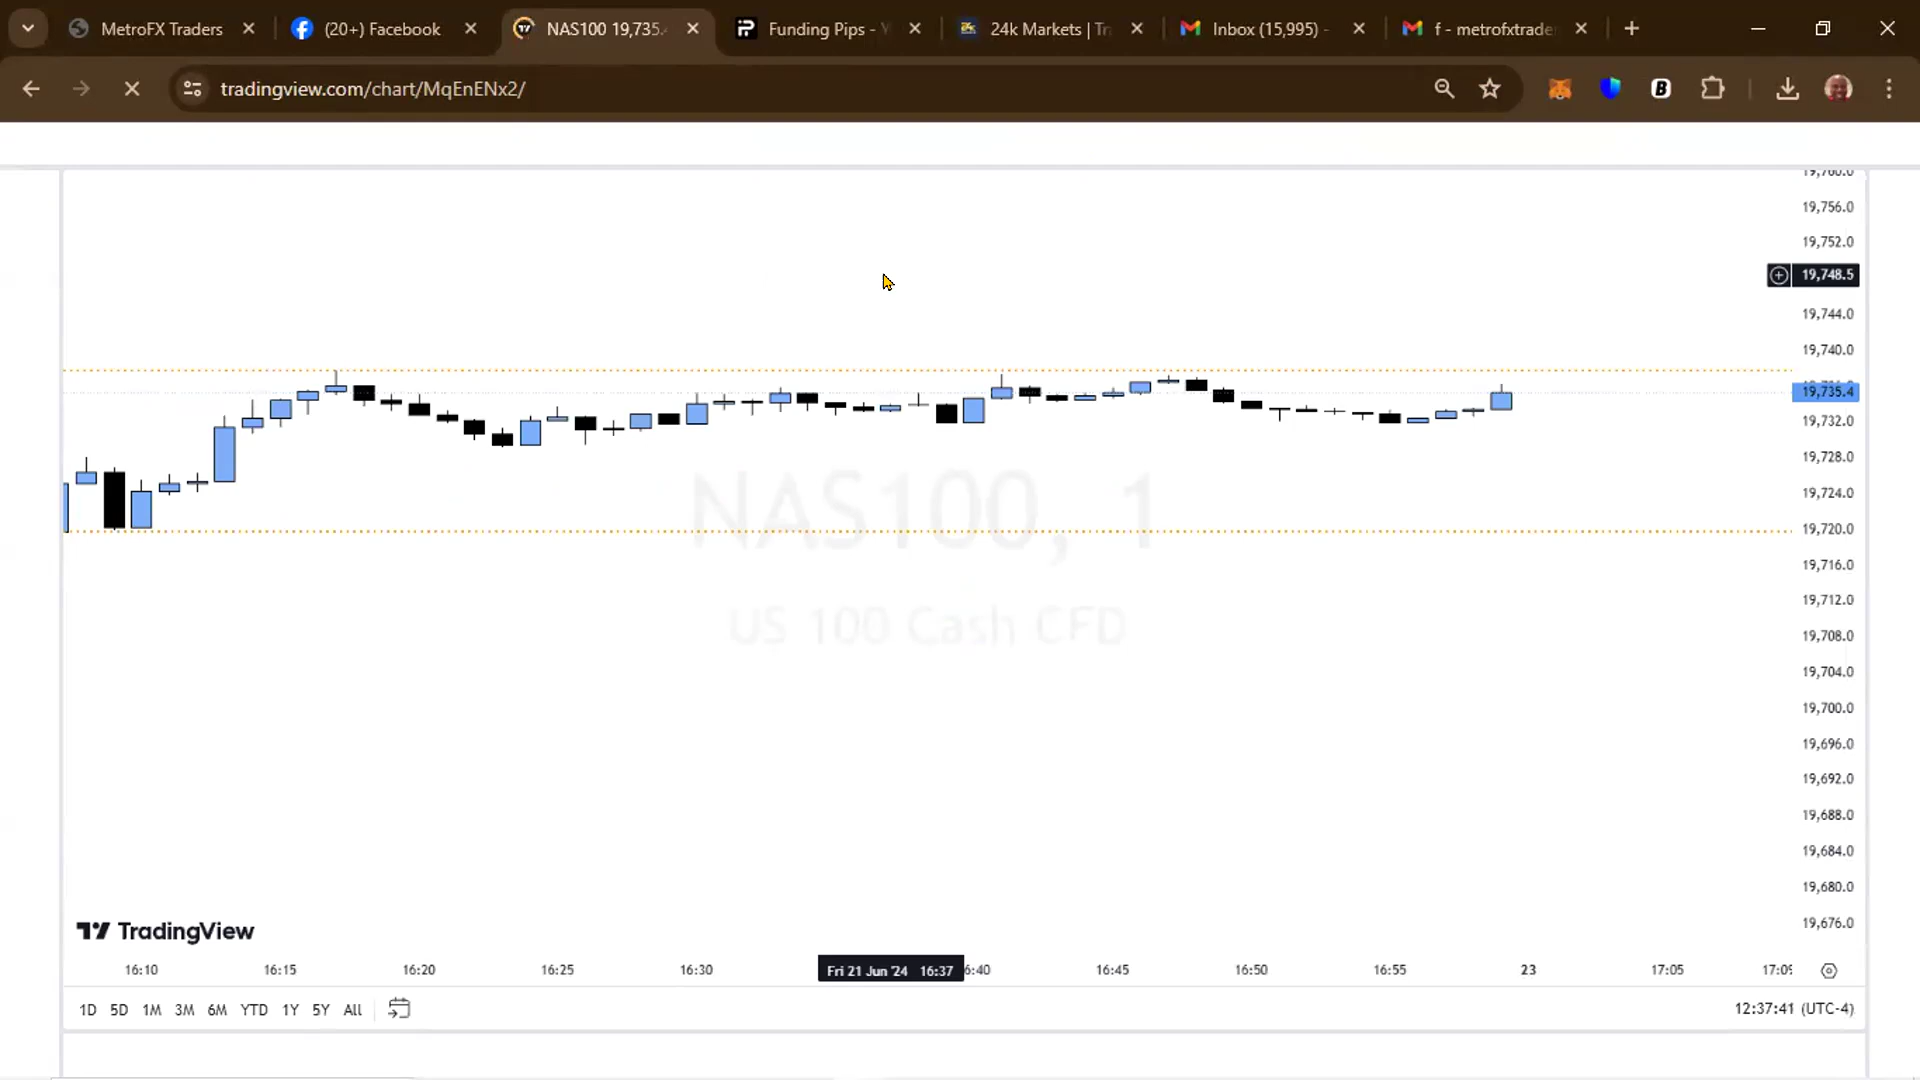 MetroFX Traders
(20+) Facebook
NAS100 19,735.
Funding Pips -
24k Markets | Tr
Inbox (15,995) -
f - metrofxtrade
tradingview.com/chart/MqEnENx2/
19,760.0
19,756.0
19,752.0
19,748.5
19,744.0
19,740.0
19,735.4
19,732.0
19,728.0
19,724.0
19,720.0
19,716.0
19,712.0
19,708.0
19,704.0
19,700.0
19,696.0
19,692.0
19,688.0
19,684.0
19,680.0
19,676.0
NAS100, 1
US 100 Cash CFD
TradingView
16:10 16:15 16:20 16:25 16:30 Fri 21 Jun '24 16:37 6:40 16:45 16:50 16:55 23 17:05 17:09
1D 5D 1M 3M 6M YTD 1Y 5Y All 12:37:41 (UTC-4)